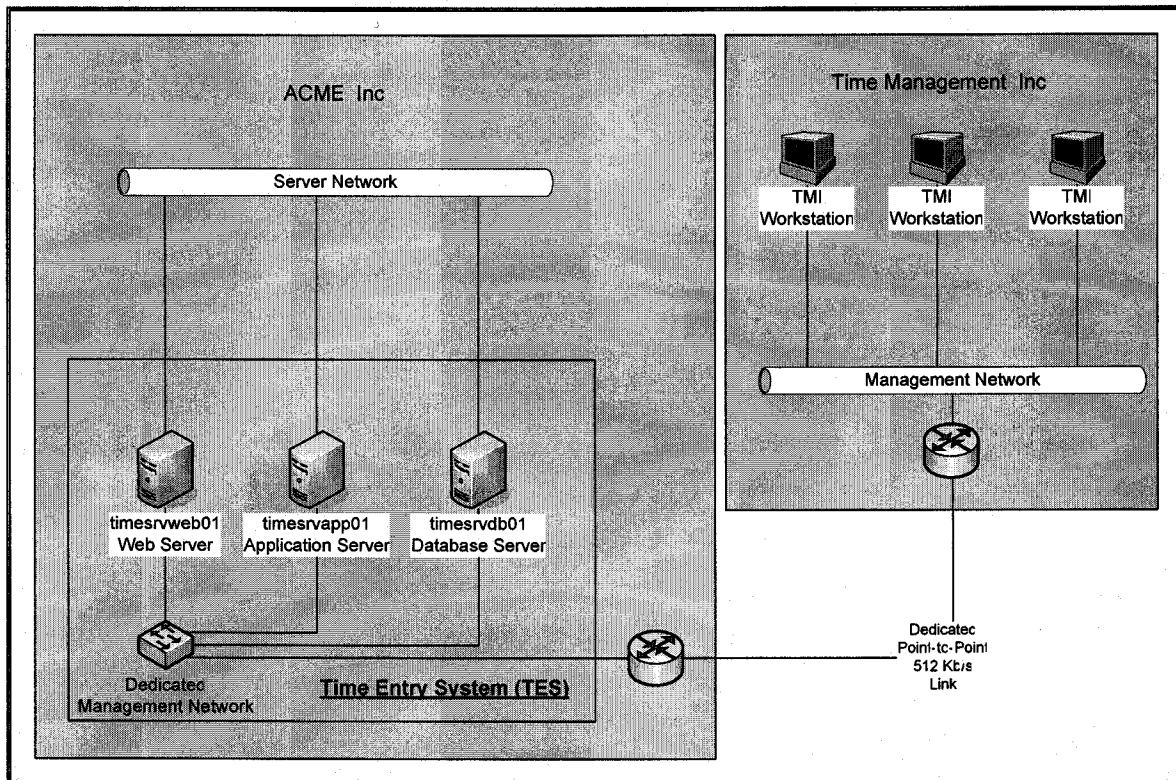 ACME Inc
Server Network
timesrvweb01
Web Server
timesrvapp01
Application Server
timesrvdb01
Database Server
Dedicated
Management Network
Time Entry System (TES)
Time Management Inc
TMI
Workstation
TMI
Workstation
TMI
Workstation
Management Network
Dedicated
Point-to-Point
512 Kb/s
Link